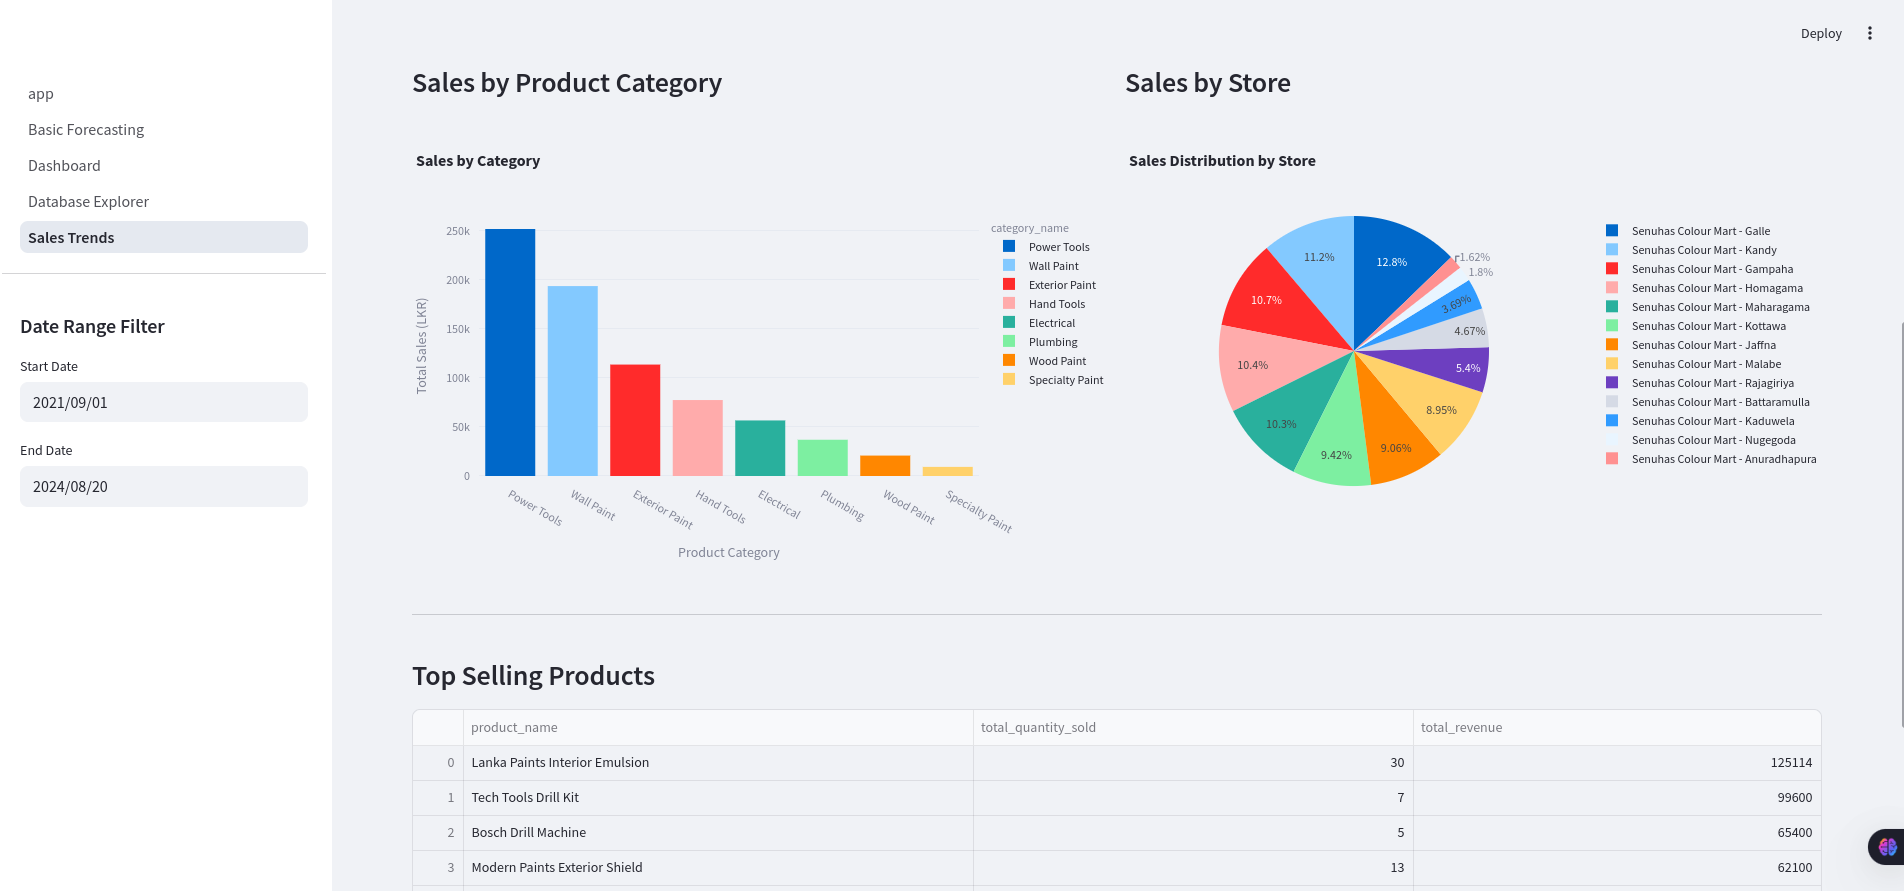 Deploy
app
Basic Forecasting
Dashboard
Database Explorer
Sales Trends
Date Range Filter
Start Date
2021/09/01
End Date
2024/08/20
Sales by Product Category
Sales by Category
Total Sales (LKR)
250k
200k
150k
100k
50k
0
Power Tools
Wall Paint
Exterior Paint
Hand Tools
Electrical
Plumbing
Wood Paint
Specialty Paint
Product Category
category_name
Power Tools
Wall Paint
Exterior Paint
Hand Tools
Electrical
Plumbing
Wood Paint
Specialty Paint
Sales by Store
Sales Distribution by Store
12.8%
1.62%
1.8%
3.69%
4.67%
5.4%
8.95%
9.06%
9.42%
10.3%
10.4%
10.7%
11.2%
Senuhas Colour Mart - Galle
Senuhas Colour Mart - Kandy
Senuhas Colour Mart - Gampaha
Senuhas Colour Mart - Homagama
Senuhas Colour Mart - Maharagama
Senuhas Colour Mart - Kottawa
Senuhas Colour Mart - Jaffna
Senuhas Colour Mart - Malabe
Senuhas Colour Mart - Rajagiriya
Senuhas Colour Mart - Battaramulla
Senuhas Colour Mart - Kaduwela
Senuhas Colour Mart - Nugegoda
Senuhas Colour Mart - Anuradhapura
Top Selling Products
product_name total_quantity_sold total_revenue
0 Lanka Paints Interior Emulsion 30 125114
1 Tech Tools Drill Kit 7 99600
2 Bosch Drill Machine 5 65400
3 Modern Paints Exterior Shield 13 62100